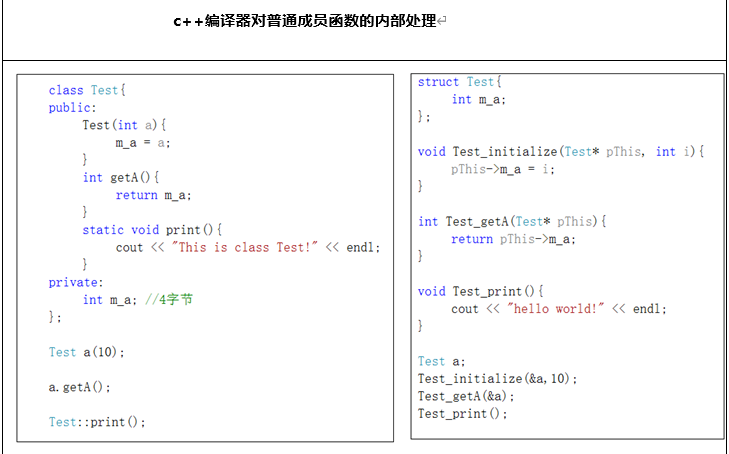 c++编译器对普通成员函数的内部处理↵
class Test{
public:
Test(int a){
m_a = a;
}
int getA(){
return m_a;
}
static void print(){
cout << "This is class Test!" << endl;
}
private:
int m_a; //4字节
};
Test a(10);
a.getA();
Test::print();
struct Test{
int m_a;
};
void Test_initialize(Test* pThis, int i){
pThis->m_a = i;
}
int Test_getA(Test* pThis){
return pThis->m_a;
}
void Test_print(){
cout << "hello world!" << endl;
}
Test a;
Test_initialize(&a,10);
Test_getA(&a);
Test_print();